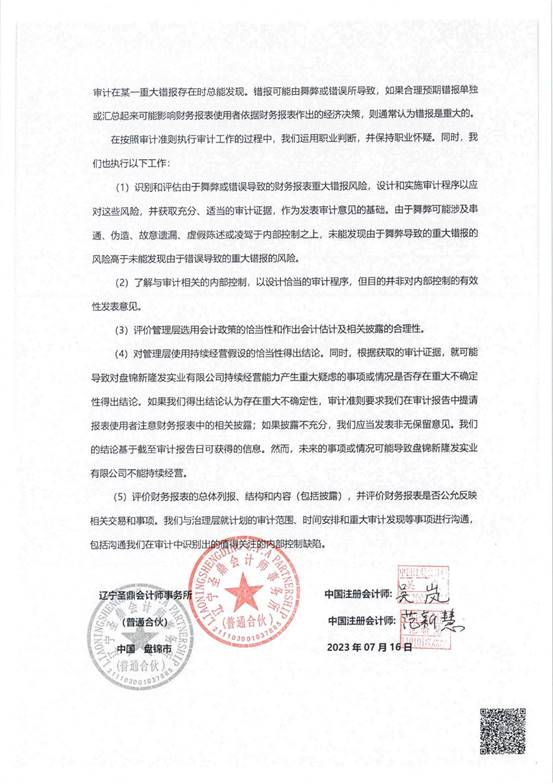 审计在某一重大错报存在时总能发现。错报可能由舞弊或错误所导致，如果合理预期错报单独
或汇总起来可能影响财务报表使用者依据财务报表作出的经济决策，则通常认为错报是重大的。
在按照审计准则执行审计工作的过程中，我们运用职业判断，并保持职业怀疑。同时，我
们也执行以下工作：
（1）识别和评估由于舞弊或错误导致的财务报表重大错报风险，设计和实施审计程序以应
对这些风险，并获取充分、适当的审计证据，作为发表审计意见的基础。由于舞弊可能涉及串
通、伪造、故意遗漏、虚假陈述或凌驾于内部控制之上，未能发现由于舞弊导致的重大错报的
风险高于未能发现由于错误导致的重大错报的风险。
（2）了解与审计相关的内部控制，以设计恰当的审计程序，但目的并非对内部控制的有效
性发表意见。
（3）评价管理层选用会计政策的恰当性和作出会计估计及相关披露的合理性。
（4）对管理层使用持续经营假设的恰当性得出结论。同时，根据获取的审计证据，就可能
导致对盘锦新隆发实业有限公司持续经营能力产生重大疑虑的事项或情况是否存在重大不确定
性得出结论。如果我们得出结论认为存在重大不确定性，审计准则要求我们在审计报告中提请
报表使用者注意财务报表中的相关披露；如果披露不充分，我们应当发表非无保留意见。我们
的结论基于截至审计报告日可获得的信息。然而，未来的事项或情况可能导致盘锦新隆发实业
有限公司不能持续经营。
（5）评价财务报表的总体列报、结构和内容（包括披露），并评价财务报表是否公允反映
相关交易和事项。我们与治理层就计划的审计范围、时间安排和重大审计发现等事项进行沟通，
包括沟通我们在审计中识别出的值得关注的内部控制缺陷。
辽宁圣鼎会计师事务所
（普通合伙）
中国 盘锦市
LIAONINGSHENGDING C.P.A PARTNERSHIP
辽宁圣鼎会计师事务所
（普通合伙）
211103001037885
LIAONINGSHENGDING C.P.A PARTNERSHIP
辽宁圣鼎会计师事务所
（普通合伙）
211103001037885
中国注册会计师：吴岚
中国注册会计师：范新慧
2023 年 07 月 16 日